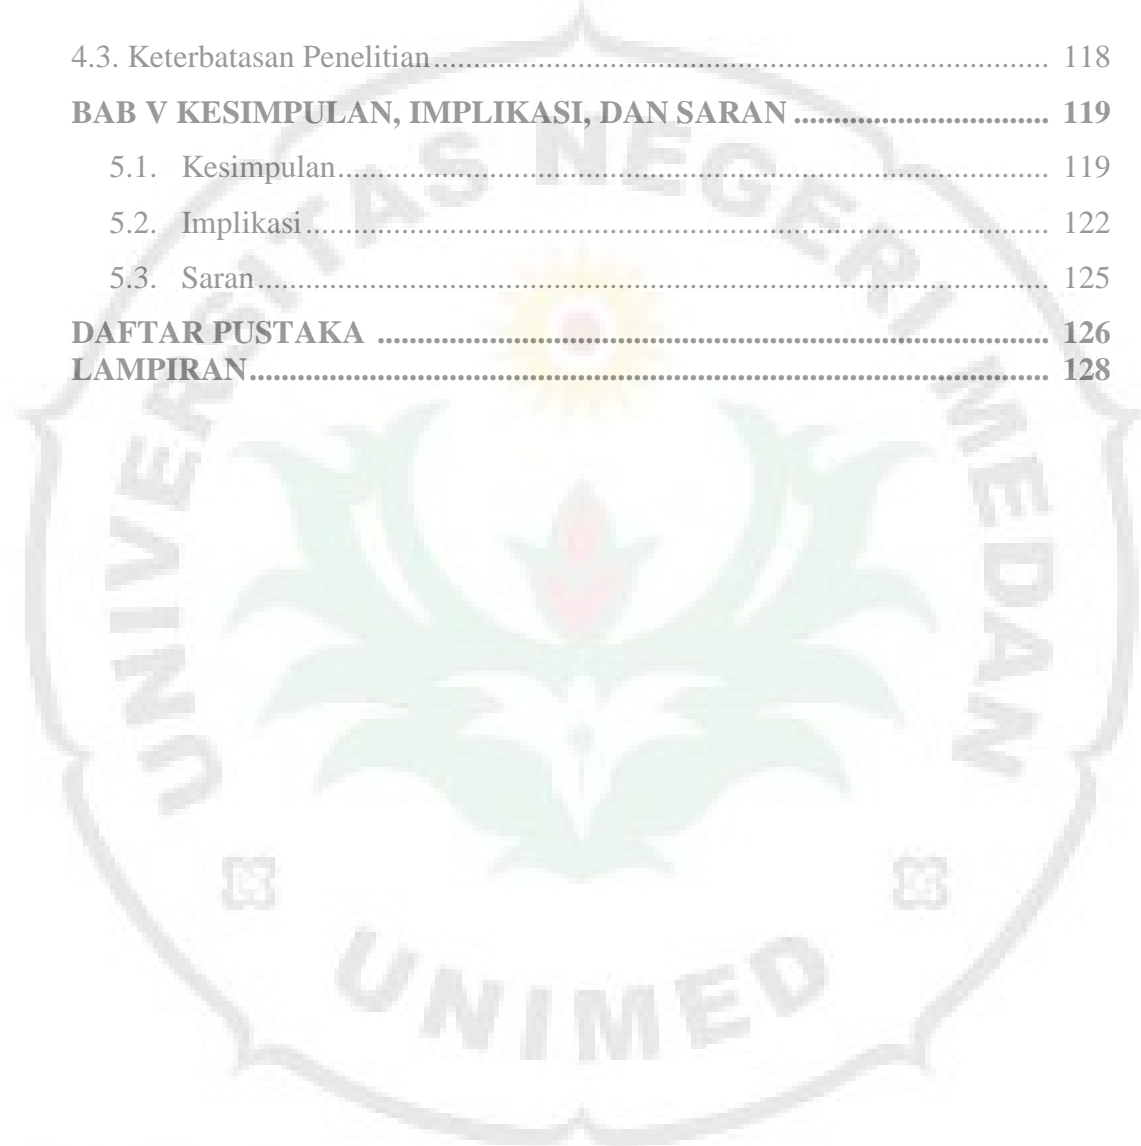 4.3. Keterbatasan Penelitian.......................................................................... 118
BAB V KESIMPULAN, IMPLIKASI, DAN SARAN ............................... 119
5.1. Kesimpulan..................................................................................... 119
5.2. Implikasi......................................................................................... 122
5.3. Saran............................................................................................... 125
DAFTAR PUSTAKA ................................................................................. 126
LAMPIRAN................................................................................................. 128
UNIVERSITAS NEGERI MEDAN
UNIMED